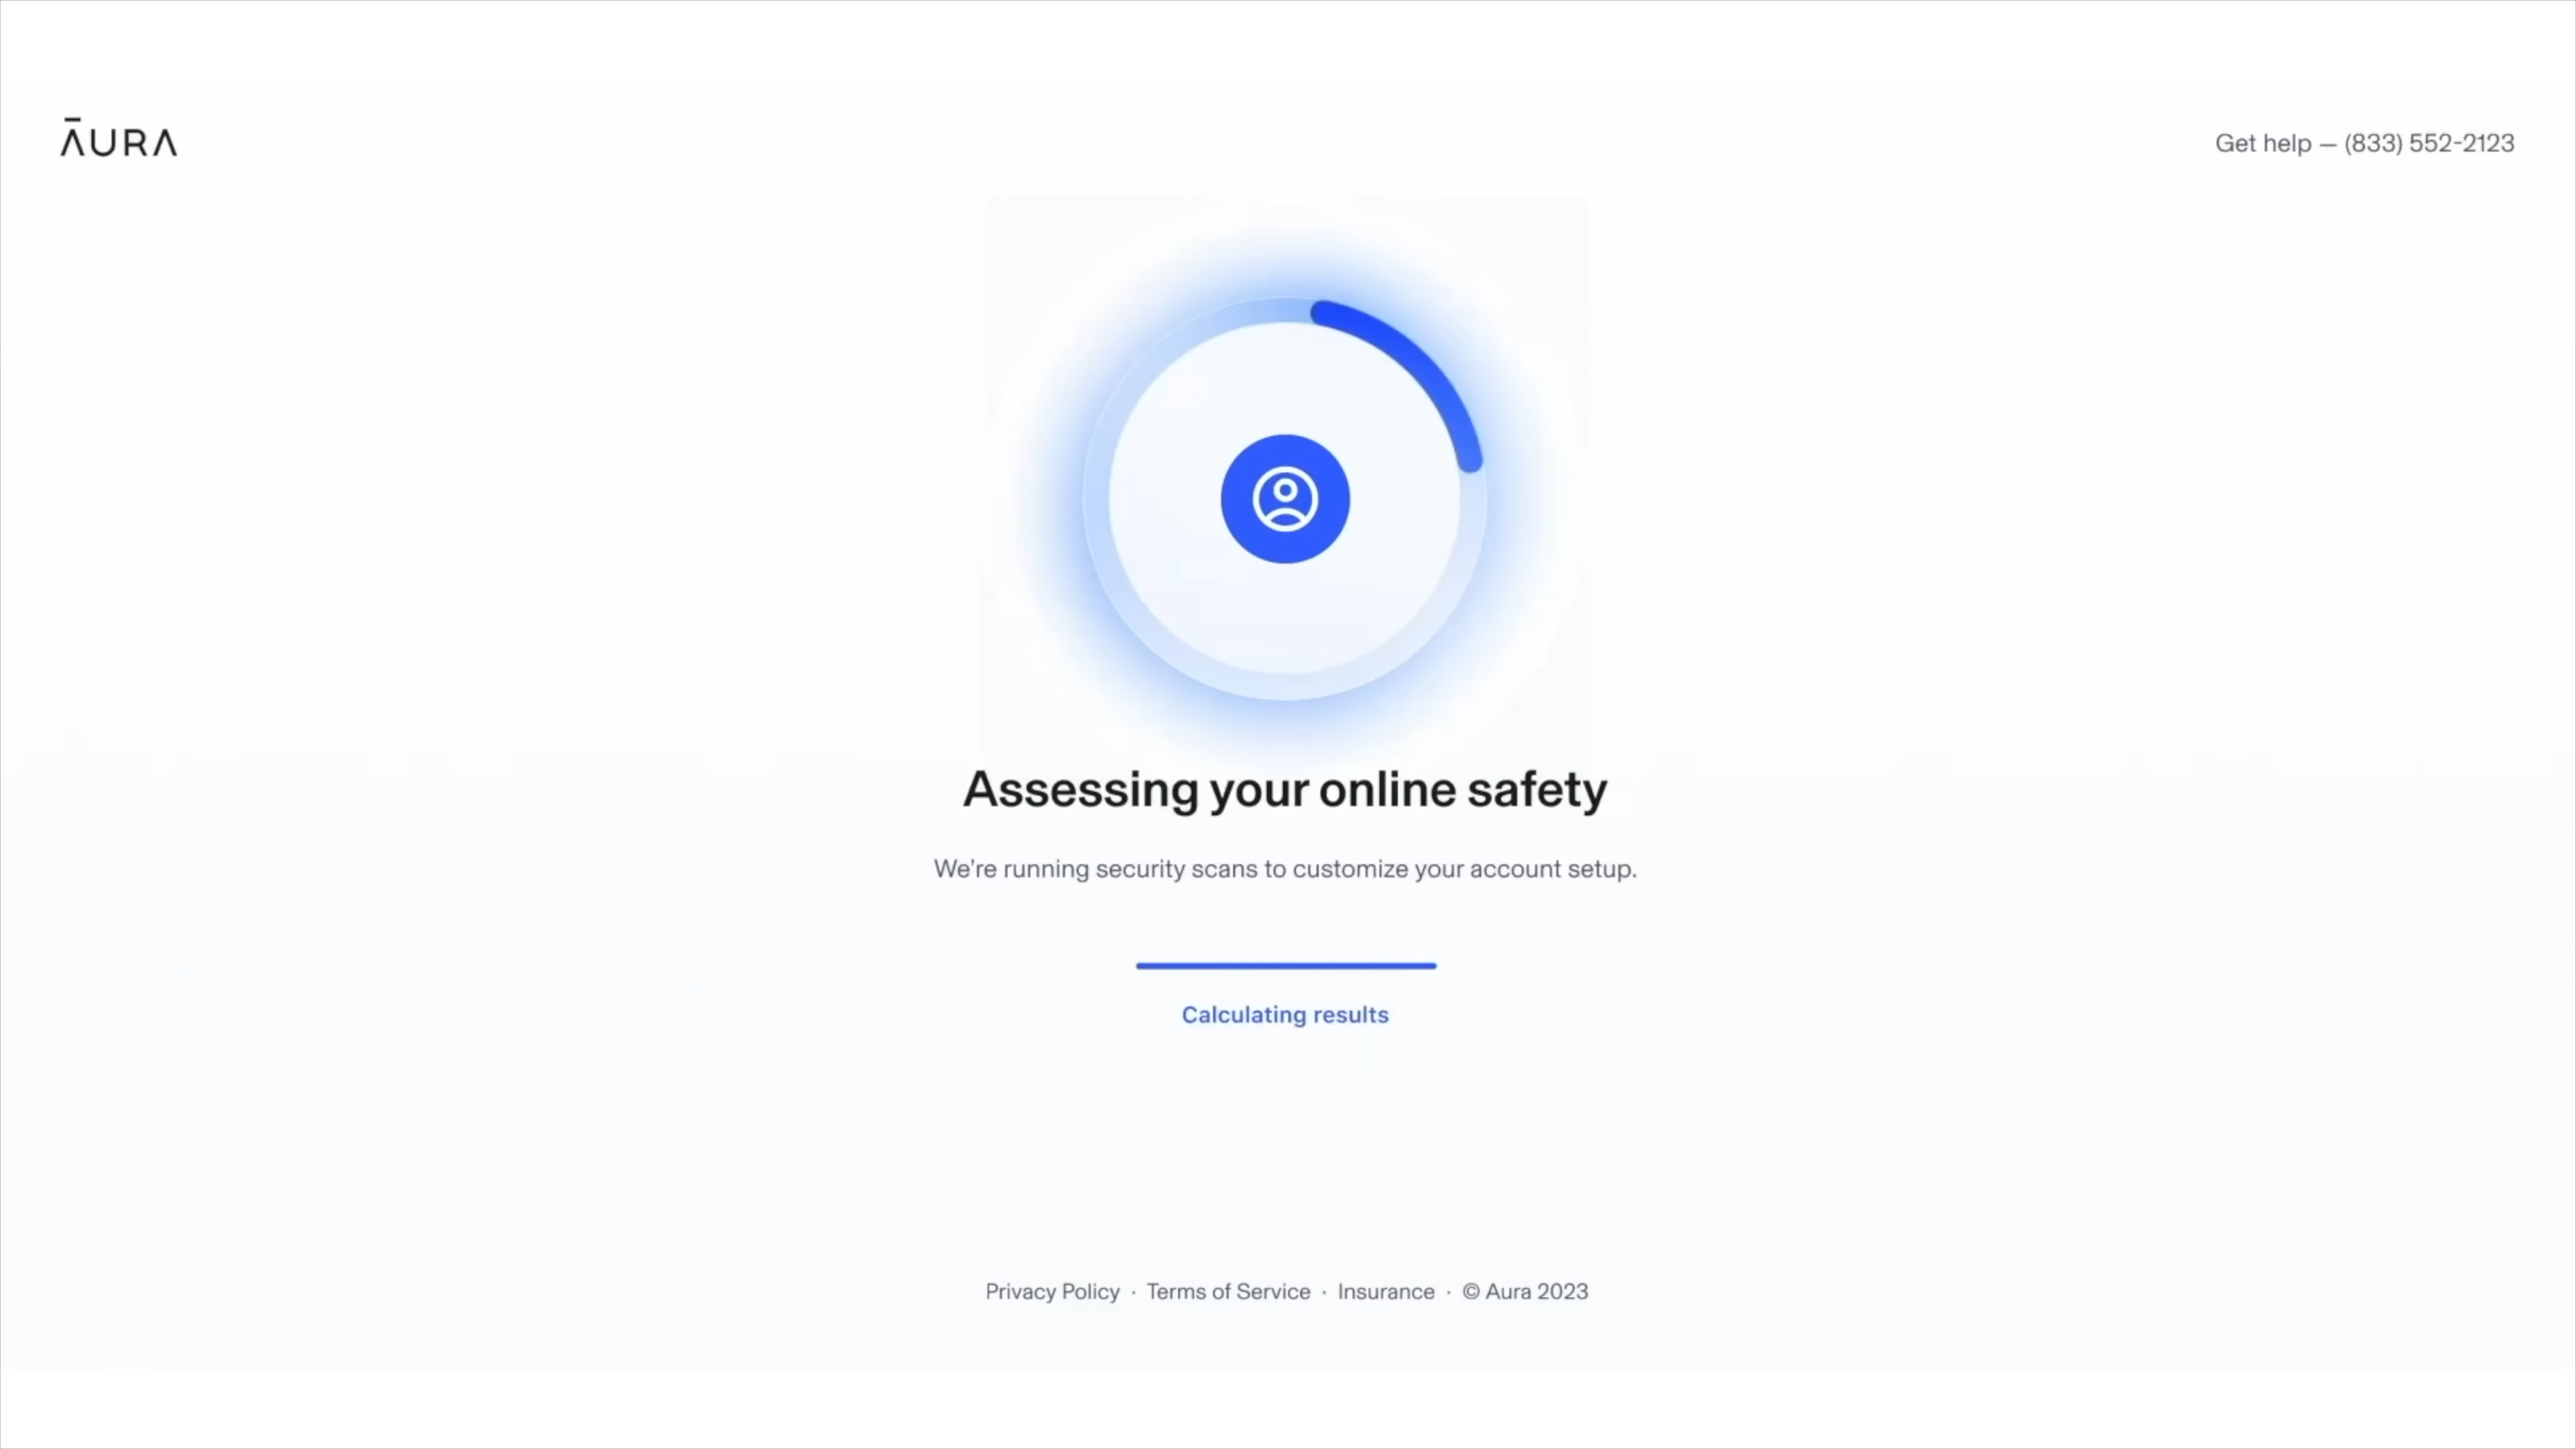 ĀURA
Get help — (833) 552-2123
Assessing your online safety
We're running security scans to customize your account setup.
Calculating results
Privacy Policy · Terms of Service · Insurance · © Aura 2023